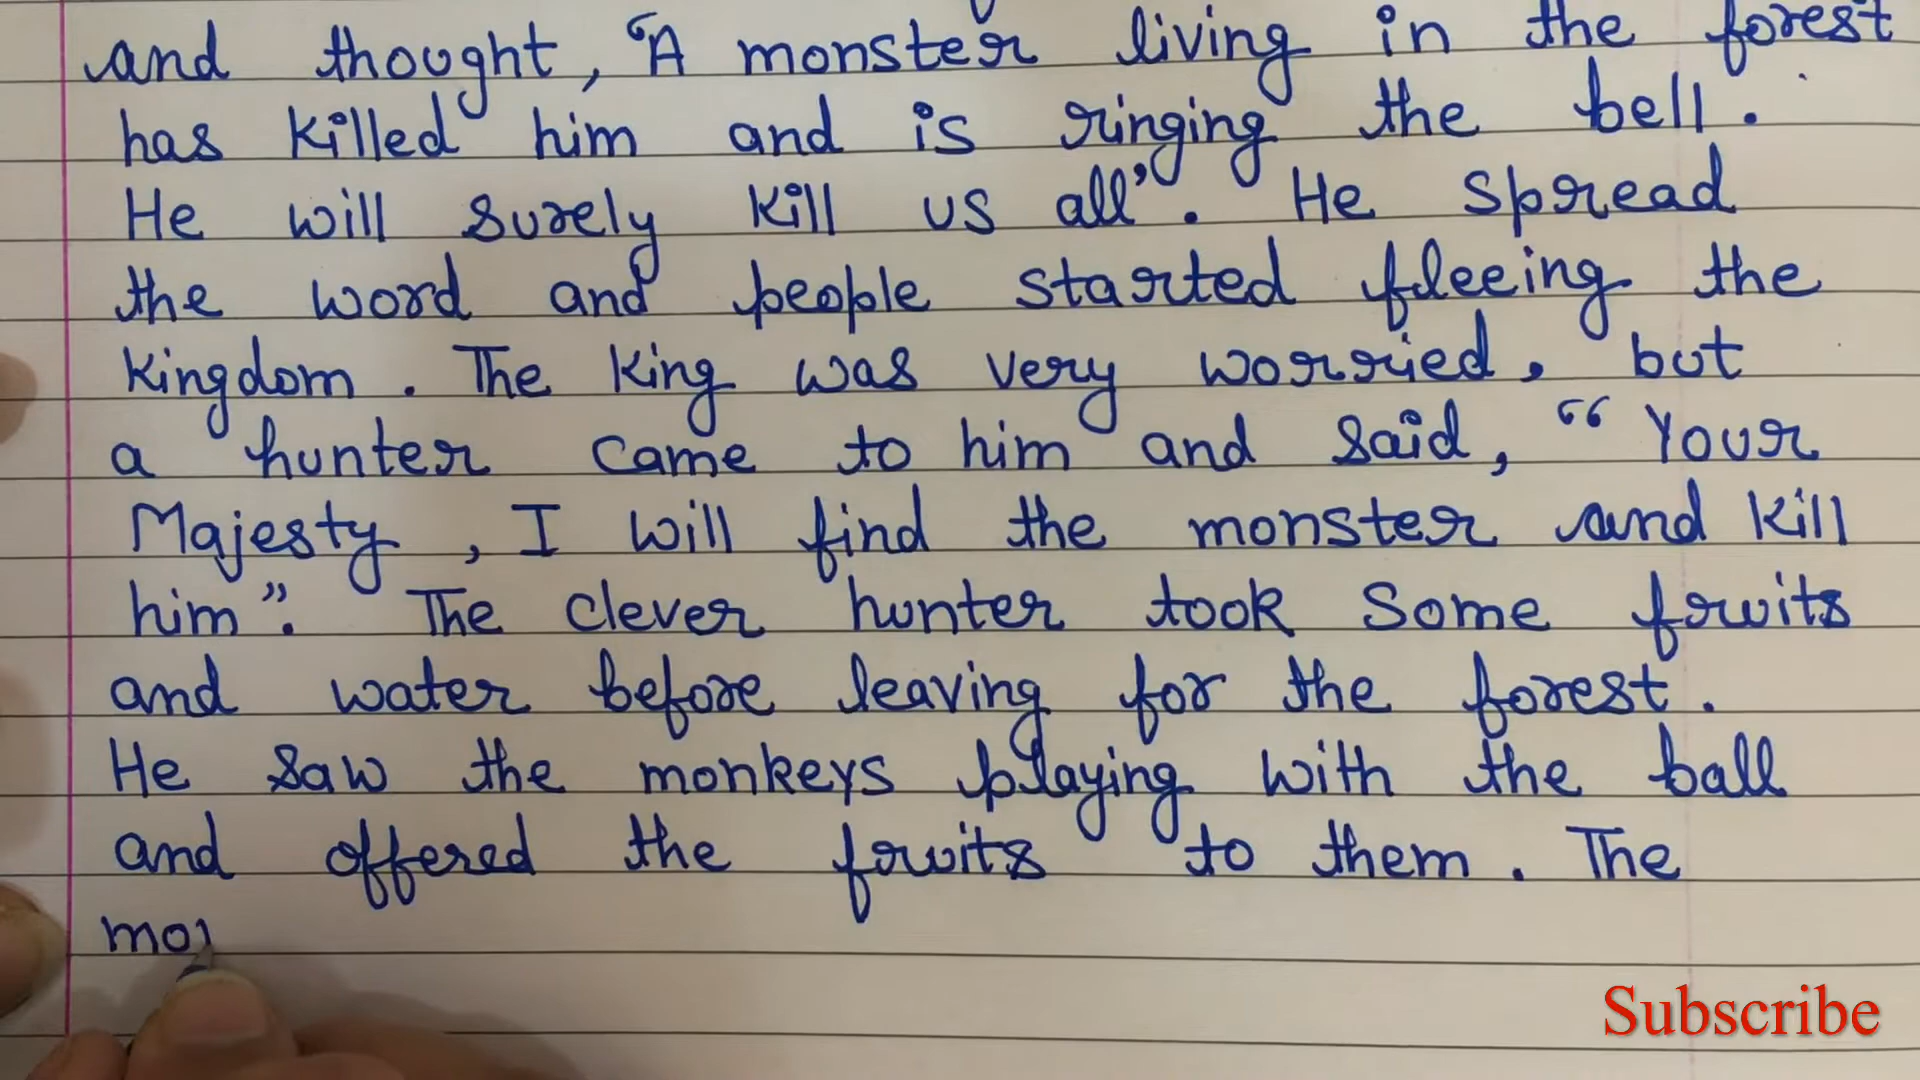 and thought, “A monster living in the forest
has killed him and is ringing the bell.
He will surely kill us all”. He spread
the word and people started fleeing the
kingdom. The king was very worried, but
a hunter came to him and said, “Your
Majesty, I will find the monster and kill
him”. The clever hunter took some fruits
and water before leaving for the forest.
He saw the monkeys playing with the ball
and offered the fruits to them. The
mon
Subscribe